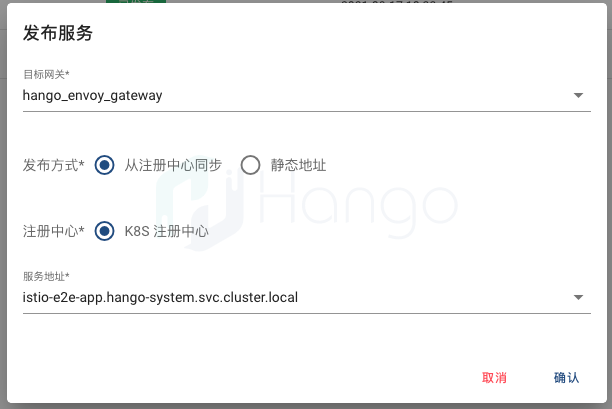 发布服务
目标网关*
hango_envoy_gateway
发布方式* 从注册中心同步 静态地址
Hango
注册中心* K8S 注册中心
服务地址*
istio-e2e-app.hango-system.svc.cluster.local
取消 确认